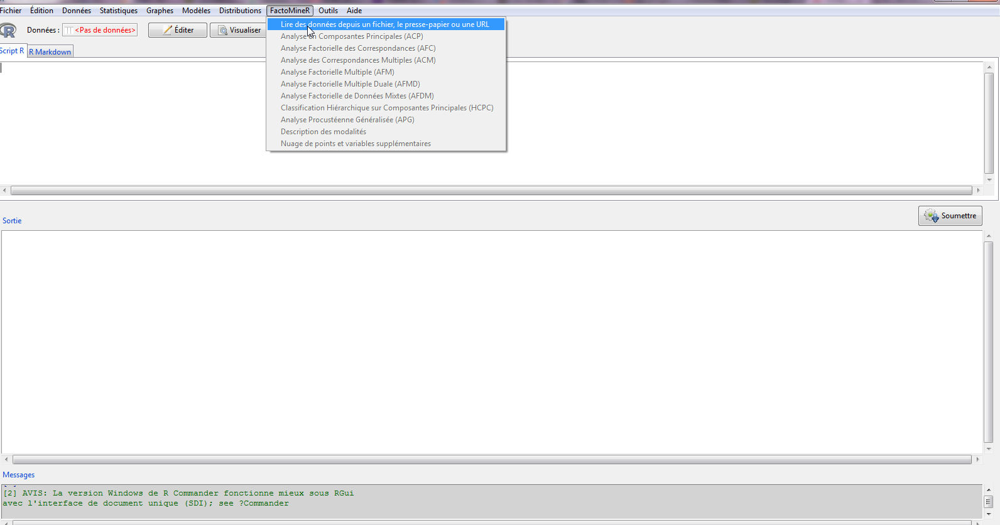 Fichier Édition Données Statistiques Graphes Modèles Distributions FactoMineR Outils Aide
R Données : <Pas de données> Éditer Visualiser
Lire des données depuis un fichier, le presse-papier ou une URL
Analyse en Composantes Principales (ACP)
Analyse Factorielle des Correspondances (AFC)
Analyse des Correspondances Multiples (ACM)
Analyse Factorielle Multiple (AFM)
Analyse Factorielle Multiple Duale (AFMD)
Analyse Factorielle de Données Mixtes (AFDM)
Classification Hiérarchique sur Composantes Principales (HCPC)
Analyse Procustéenne Généralisée (APG)
Description des modalités
Nuage de points et variables supplémentaires
Script R R Markdown
Soumettre
Sortie
Messages
[2] AVIS: La version Windows de R Commander fonctionne mieux sous RGui
avec l'interface de document unique (SDI); see ?Commander